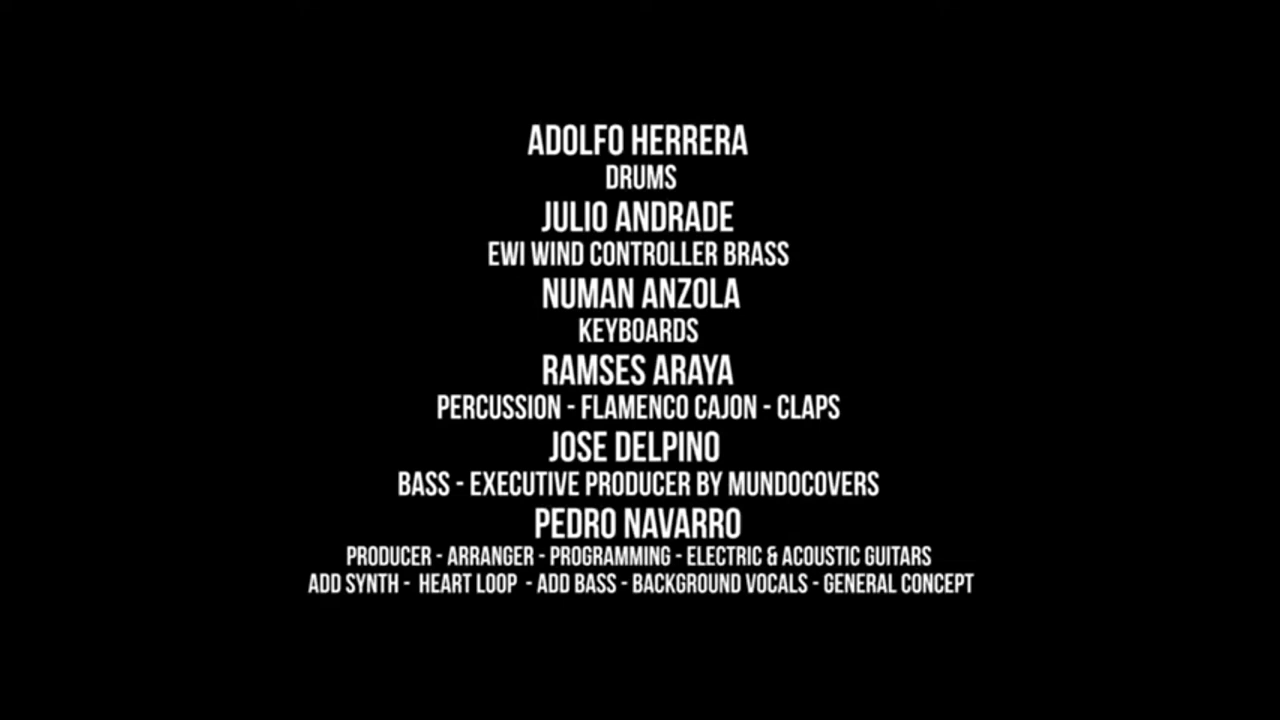 ADOLFO HERRERA
DRUMS
JULIO ANDRADE
EWI WIND CONTROLLER BRASS
NUMAN ANZOLA
KEYBOARDS
RAMSES ARAYA
PERCUSSION - FLAMENCO CAJON - CLAPS
JOSE DELPINO
BASS - EXECUTIVE PRODUCER BY MUNDOCOVERS
PEDRO NAVARRO
PRODUCER - ARRANGER - PROGRAMMING - ELECTRIC & ACOUSTIC GUITARS
ADD SYNTH - HEART LOOP - ADD BASS - BACKGROUND VOCALS - GENERAL CONCEPT